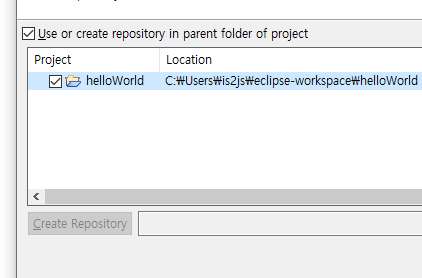 Use or create repository in parent folder of project
Project Location
helloWorld C:₩Users₩is2js₩eclipse-workspace₩helloWorld
Create Repository